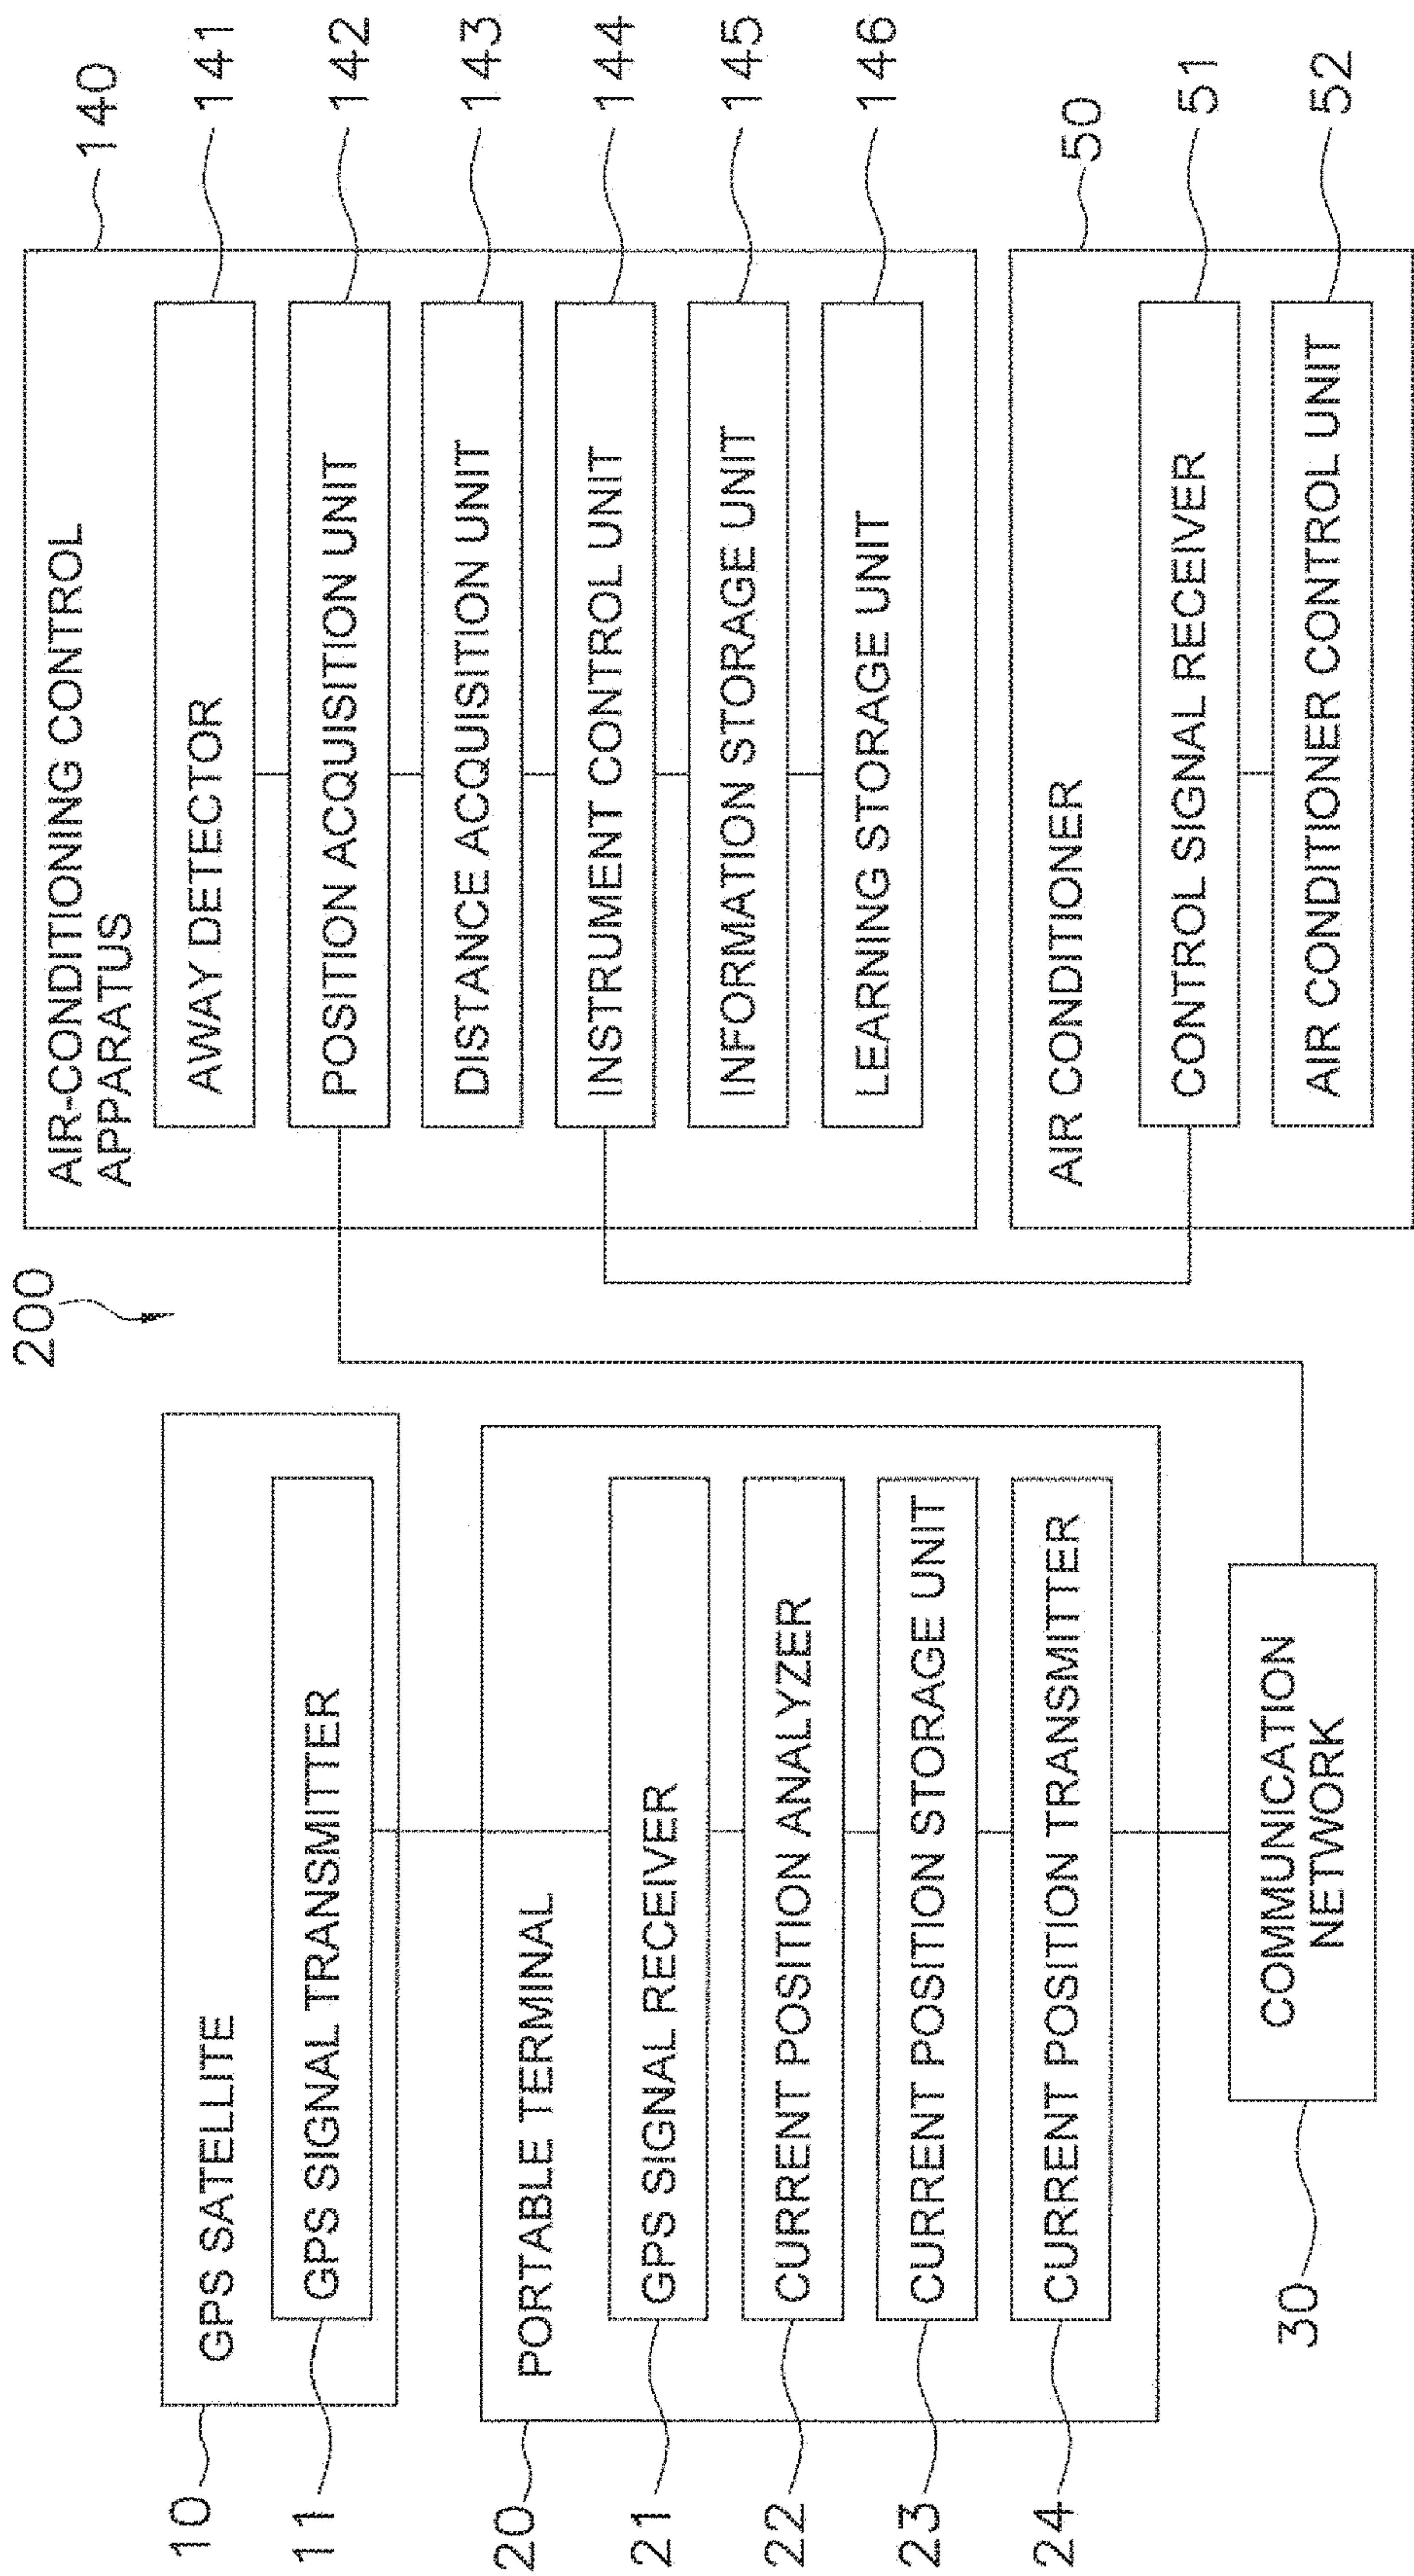 200
10
GPS SATELLITE
11
GPS SIGNAL TRANSMITTER
20
PORTABLE TERMINAL
21
GPS SIGNAL RECEIVER
22
CURRENT POSITION ANALYZER
23
CURRENT POSITION STORAGE UNIT
24
CURRENT POSITION TRANSMITTER
30
COMMUNICATION
NETWORK
AIR-CONDITIONING CONTROL
APPARATUS
140
AWAY DETECTOR
141
POSITION ACQUISITION UNIT
142
DISTANCE ACQUISITION UNIT
143
INSTRUMENT CONTROL UNIT
144
INFORMATION STORAGE UNIT
145
LEARNING STORAGE UNIT
146
AIR CONDITIONER
50
CONTROL SIGNAL RECEIVER
51
AIR CONDITIONER CONTROL UNIT
52